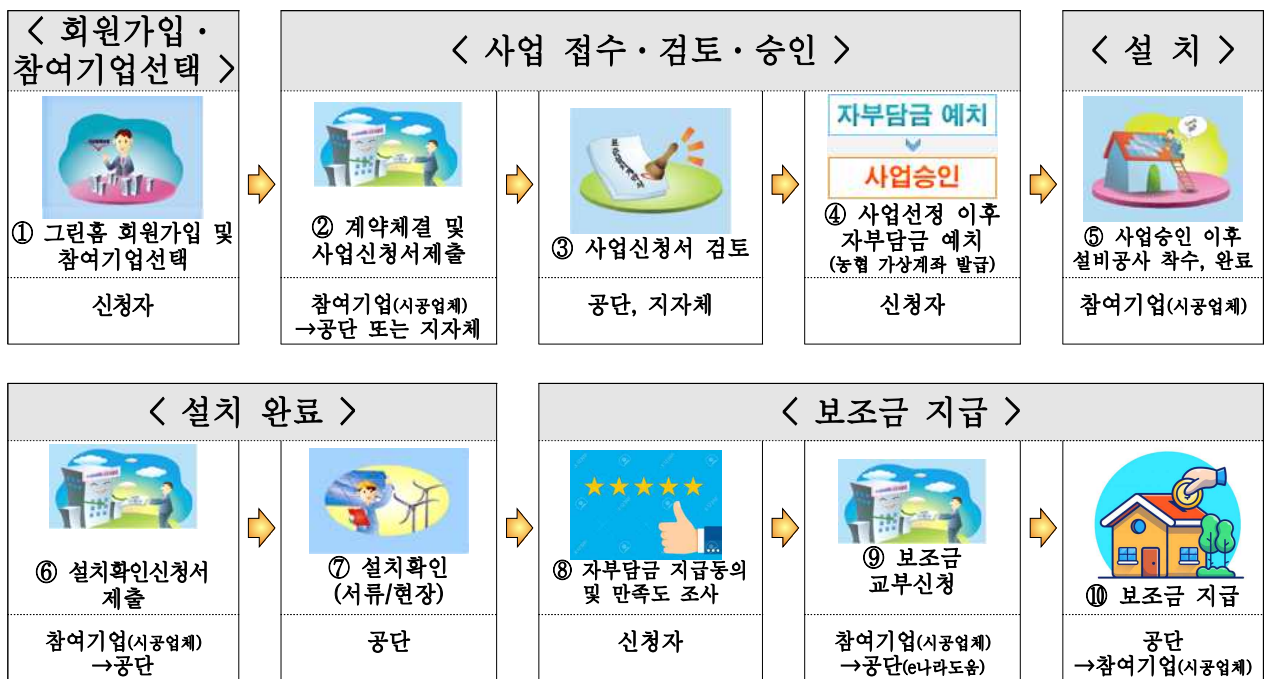 < 회원가입·
참여기업선택 >
< 사업 접수·검토·승인 >
< 설 치 >
자부담금 예치
사업승인
① 그린홈 회원가입 및
참여기업선택
② 계약체결 및
사업신청서제출
③ 사업신청서 검토
④ 사업선정 이후
자부담금 예치
(농협 가상계좌 발급)
⑤ 사업승인 이후
설비공사 착수, 완료
신청자
참여기업(시공업체)
→공단 또는 지자체
공단, 지자체
신청자
참여기업(시공업체)
< 설치 완료 >
< 보조금 지급 >
⑥ 설치확인신청서
제출
⑦ 설치확인
(서류/현장)
⑧ 자부담금 지급동의
및 만족도 조사
⑨ 보조금
교부신청
⑩ 보조금 지급
참여기업(시공업체)
→공단
공단
신청자
참여기업(시공업체)
→공단(e나라도움)
공단
→참여기업(시공업체)